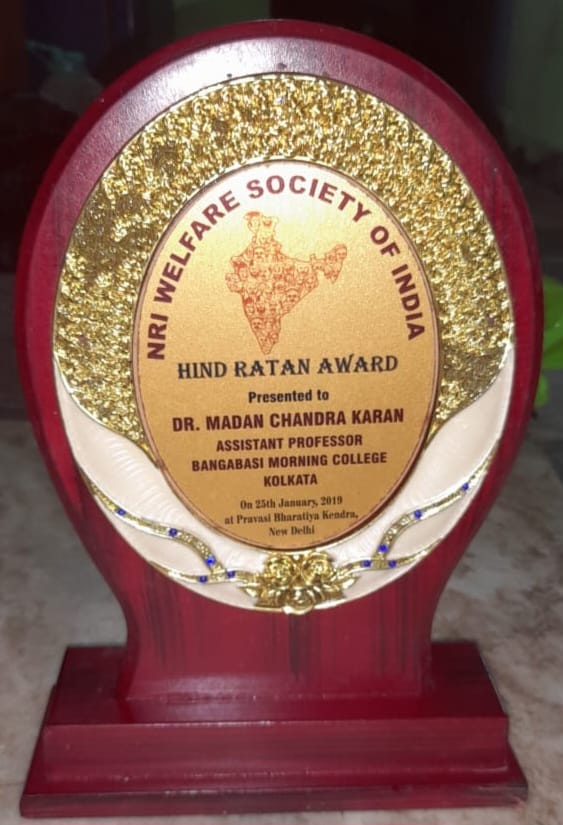 NRI WELFARE SOCIETY OF INDIA
HIND RATAN AWARD
Presented to
DR. MADAN CHANDRA KARAN
ASSISTANT PROFESSOR
BANGABASI MORNING COLLEGE
KOLKATA
On 25th January, 2019
at Pravasi Bharatiya Kendra,
New Delhi